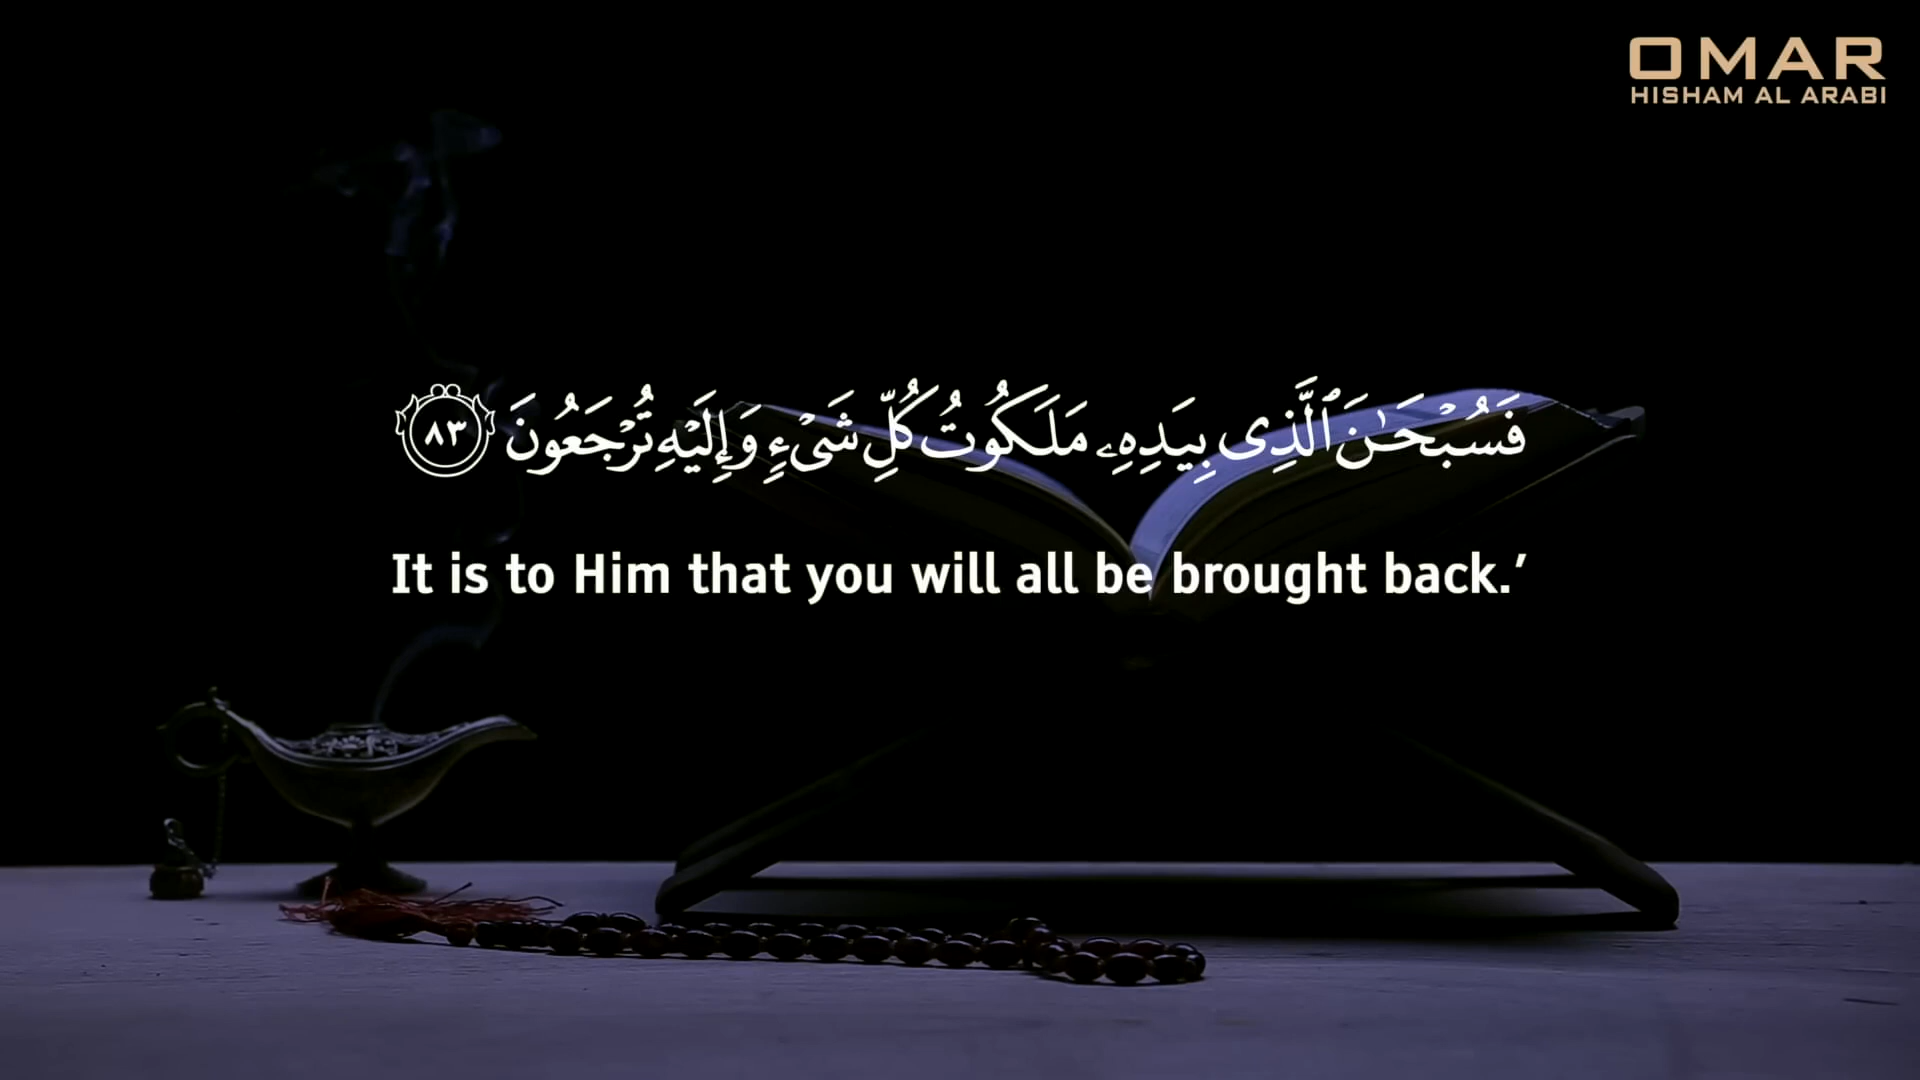 OMAR
HISHAM AL ARABI
فَسُبْحَـٰنَ ٱلَّذِى بِيَدِهِۦ مَلَكُوتُ كُلِّ شَىْءٍ وَإِلَيْهِ تُرْجَعُونَ ٨٣
It is to Him that you will all be brought back.’